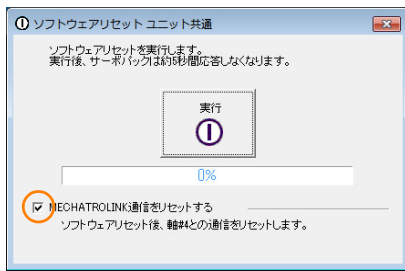 ソフトウェアリセット ユニット共通
ソフトウェアリセットを実行します。
実行後、サーボパックは約5秒間応答しなくなります。
実行
0%
MECHATROLINK通信をリセットする
ソフトウェアリセット後、軸#4との通信をリセットします。